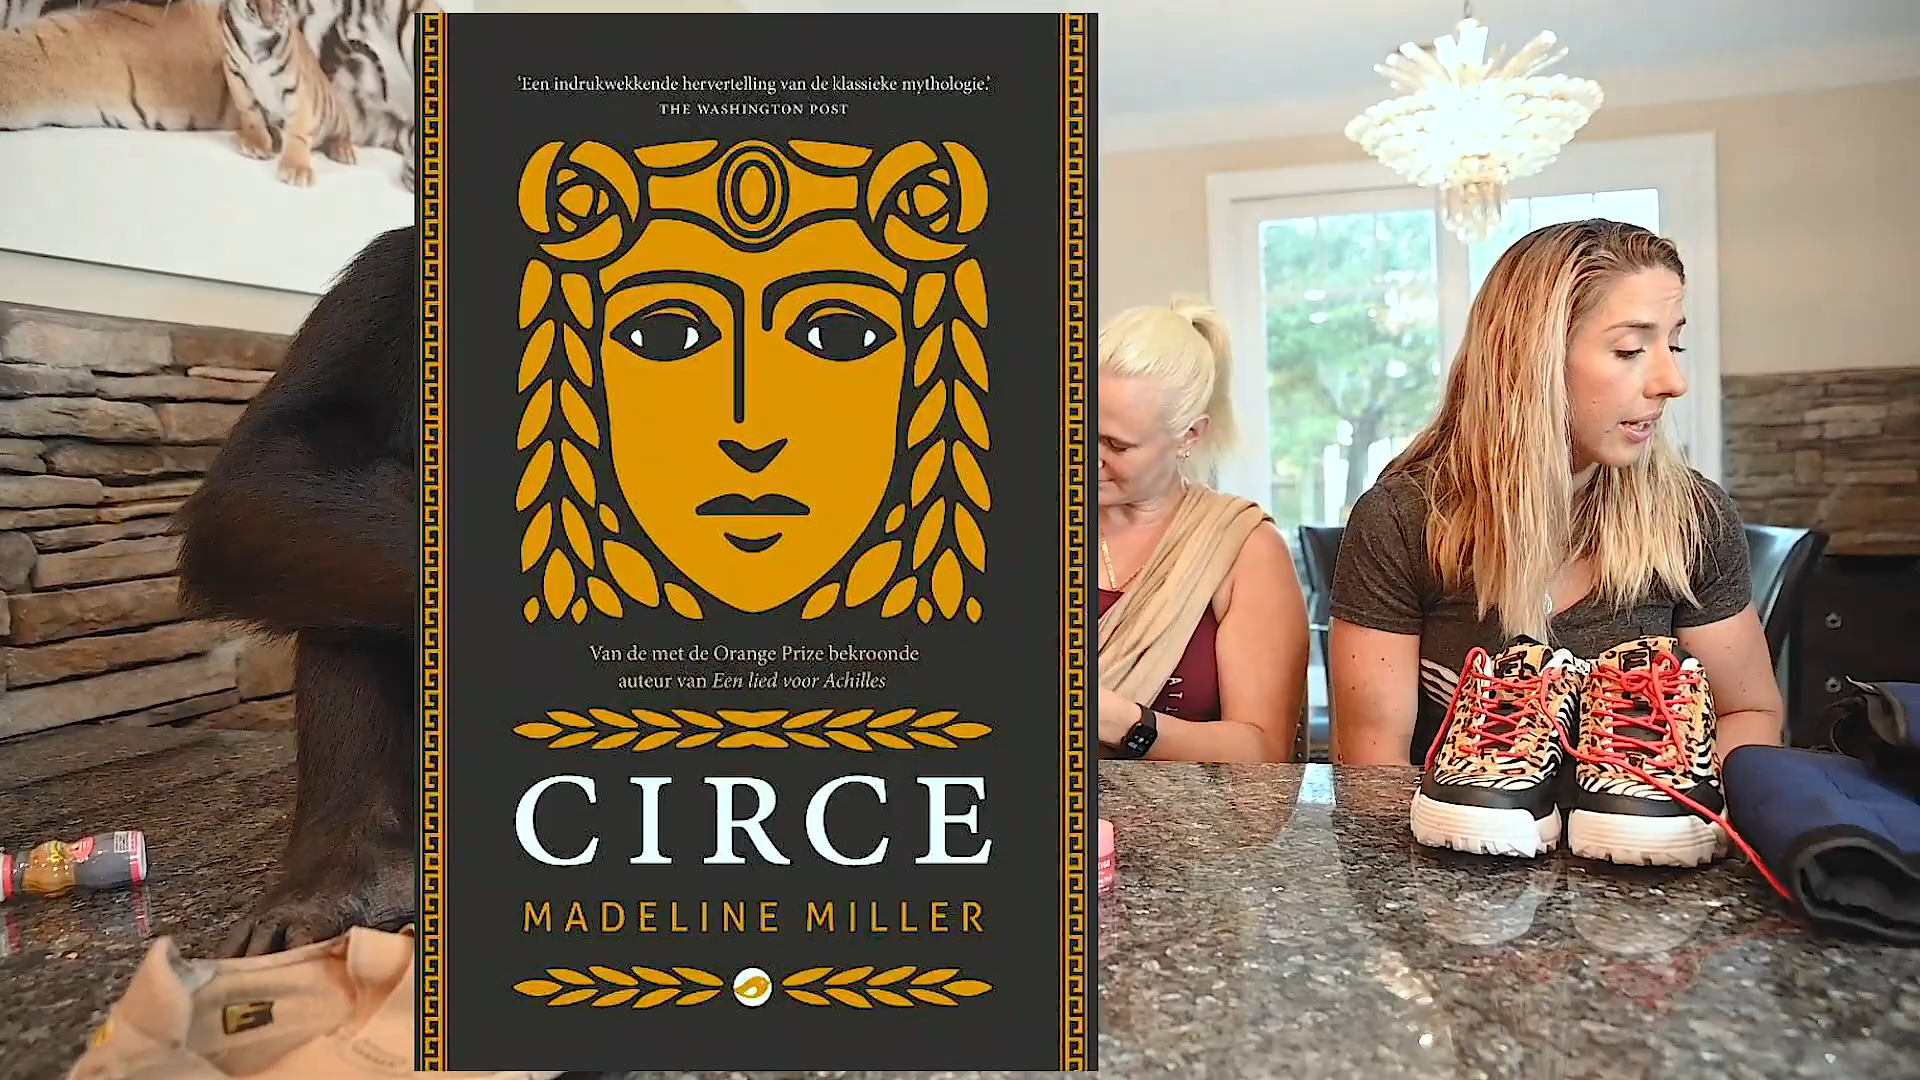 ‘Een indrukwekkende hervertelling van de klassieke mythologie.’
THE WASHINGTON POST
Van de met de Orange Prize bekroonde
auteur van Een lied voor Achilles
CIRCE
MADELINE MILLER